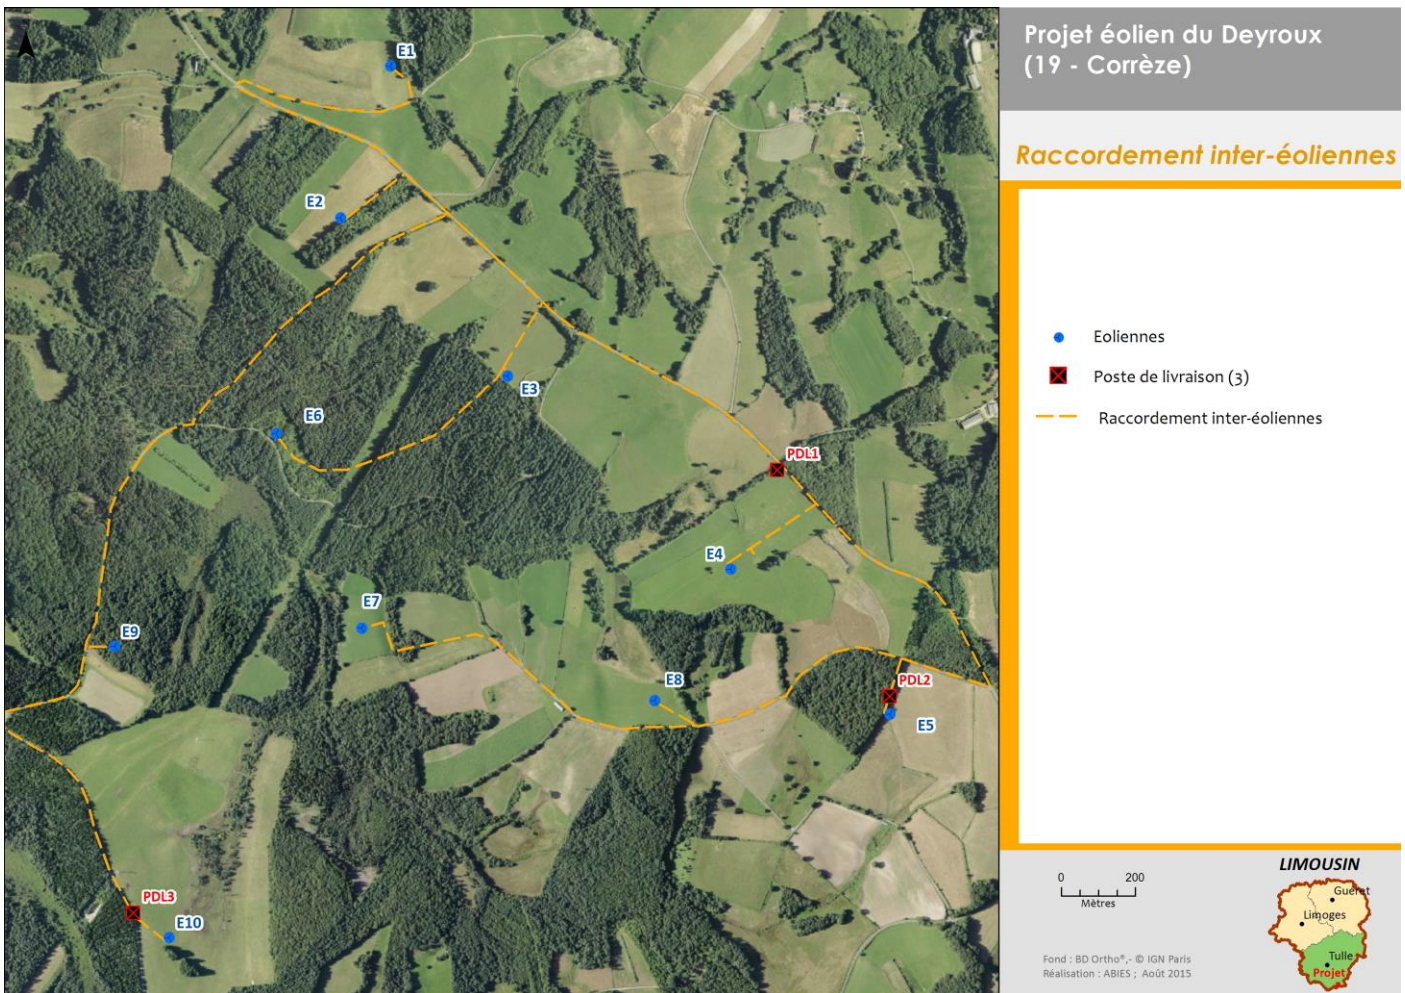 Projet éolien du Deyroux
(19 - Corrèze)
Raccordement inter-éoliennes
Eoliennes
Poste de livraison (3)
Raccordement inter-éoliennes
E1
E2
E3
E6
PDL1
E4
E7
E9
E8
PDL2
E5
PDL3
E10
0 200
Mètres
LIMOUSIN
Guéret
Limoges
Tulle
Projet
Fond : BD Ortho®,- © IGN Paris
Réalisation : ABIES ; Août 2015